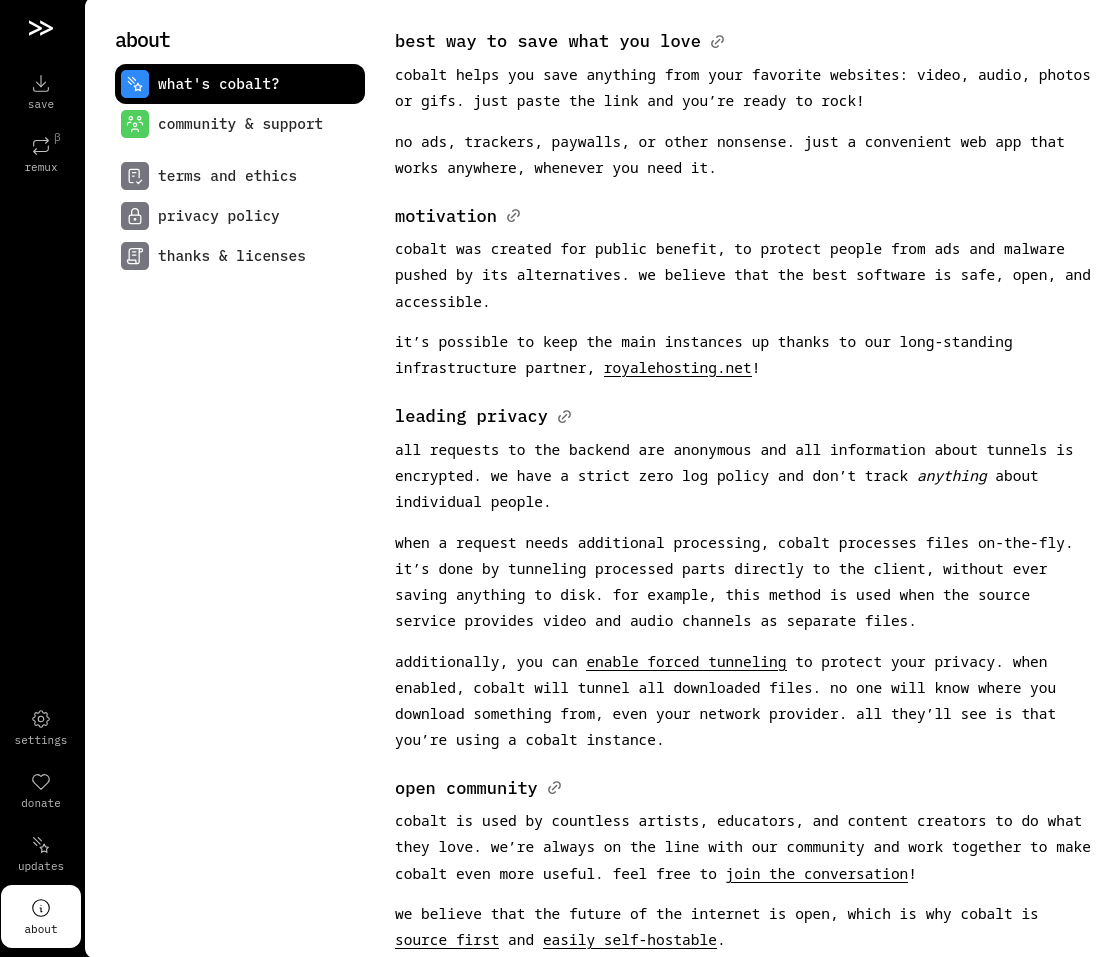 save
remux β
settings
donate
updates
about
about
what's cobalt?
community & support
terms and ethics
privacy policy
thanks & licenses
best way to save what you love
cobalt helps you save anything from your favorite websites: video, audio, photos
or gifs. just paste the link and you’re ready to rock!
no ads, trackers, paywalls, or other nonsense. just a convenient web app that
works anywhere, whenever you need it.
motivation
cobalt was created for public benefit, to protect people from ads and malware
pushed by its alternatives. we believe that the best software is safe, open, and
accessible.
it’s possible to keep the main instances up thanks to our long-standing
infrastructure partner, royalehosting.net!
leading privacy
all requests to the backend are anonymous and all information about tunnels is
encrypted. we have a strict zero log policy and don’t track anything about
individual people.
when a request needs additional processing, cobalt processes files on-the-fly.
it’s done by tunneling processed parts directly to the client, without ever
saving anything to disk. for example, this method is used when the source
service provides video and audio channels as separate files.
additionally, you can enable forced tunneling to protect your privacy. when
enabled, cobalt will tunnel all downloaded files. no one will know where you
download something from, even your network provider. all they’ll see is that
you’re using a cobalt instance.
open community
cobalt is used by countless artists, educators, and content creators to do what
they love. we’re always on the line with our community and work together to make
cobalt even more useful. feel free to join the conversation!
we believe that the future of the internet is open, which is why cobalt is
source first and easily self-hostable.